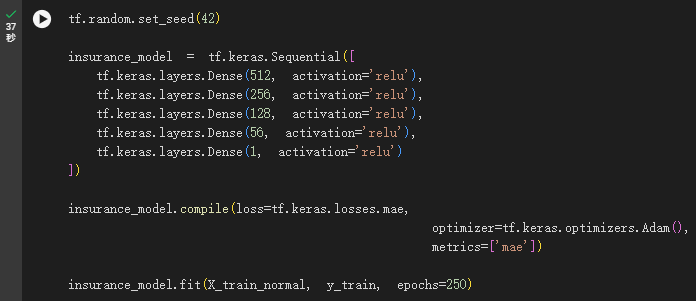 37
秒
tf.random.set_seed(42)
insurance_model = tf.keras.Sequential([
tf.keras.layers.Dense(512, activation='relu'),
tf.keras.layers.Dense(256, activation='relu'),
tf.keras.layers.Dense(128, activation='relu'),
tf.keras.layers.Dense(56, activation='relu'),
tf.keras.layers.Dense(1, activation='relu')
])
insurance_model.compile(loss=tf.keras.losses.mae,
optimizer=tf.keras.optimizers.Adam(),
metrics=['mae'])
insurance_model.fit(X_train_normal, y_train, epochs=250)